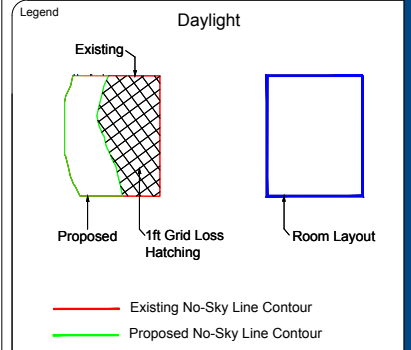 Legend
Daylight
Existing
Proposed
1ft Grid Loss
Hatching
Room Layout
Existing No-Sky Line Contour
Proposed No-Sky Line Contour